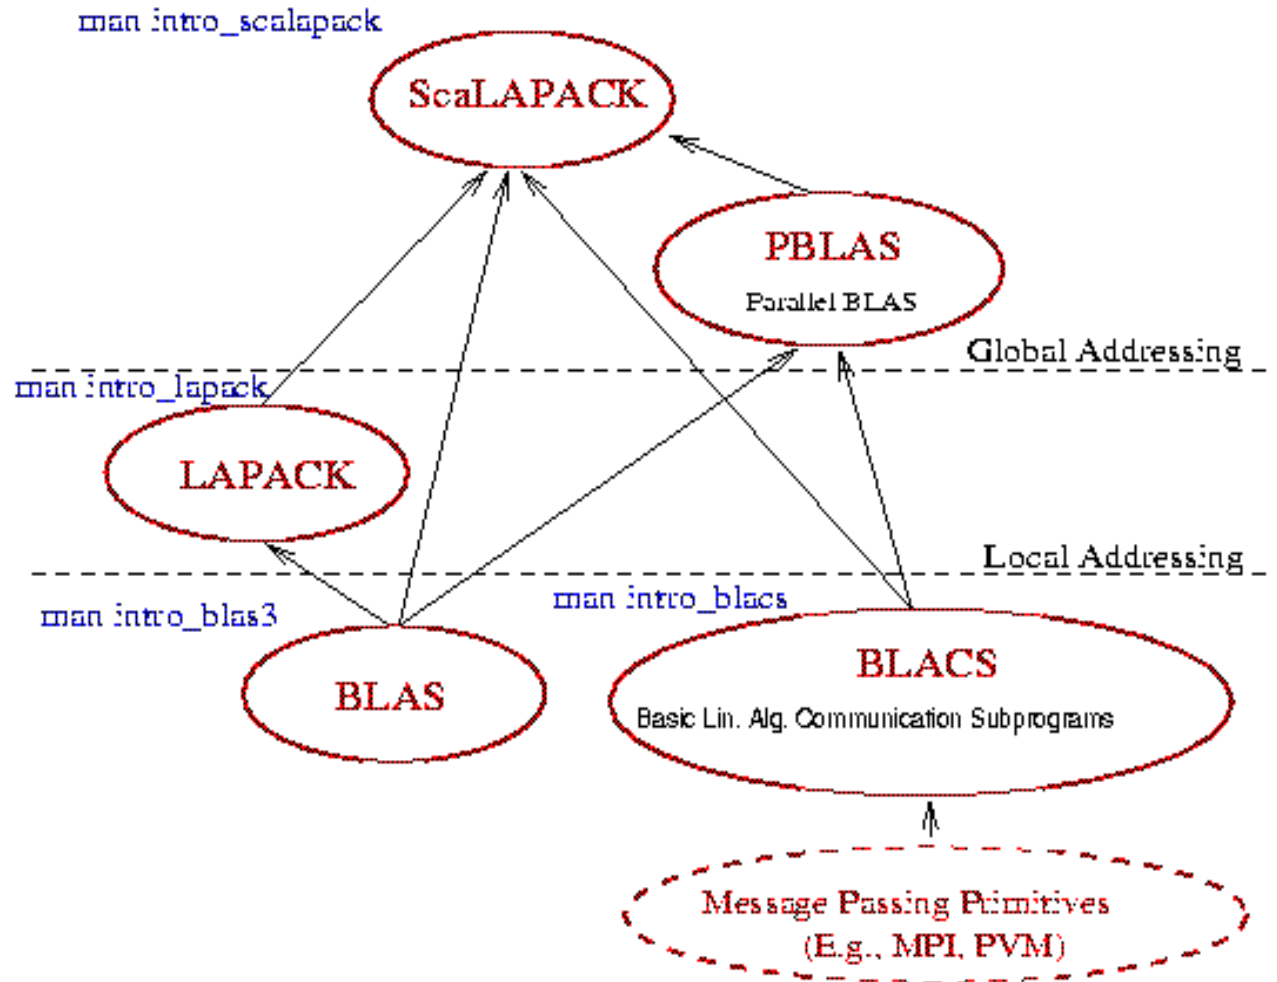 man intro_scalapack
ScaLAPACK
PBLAS
Parallel BLAS
Global Addressing
man intro_lapack
LAPACK
Local Addressing
man intro_blas3
man intro_blacs
BLAS
BLACS
Basic Lin. Alg. Communication Subprograms
Message Passing Primitives
(E.g., MPI, PVM)